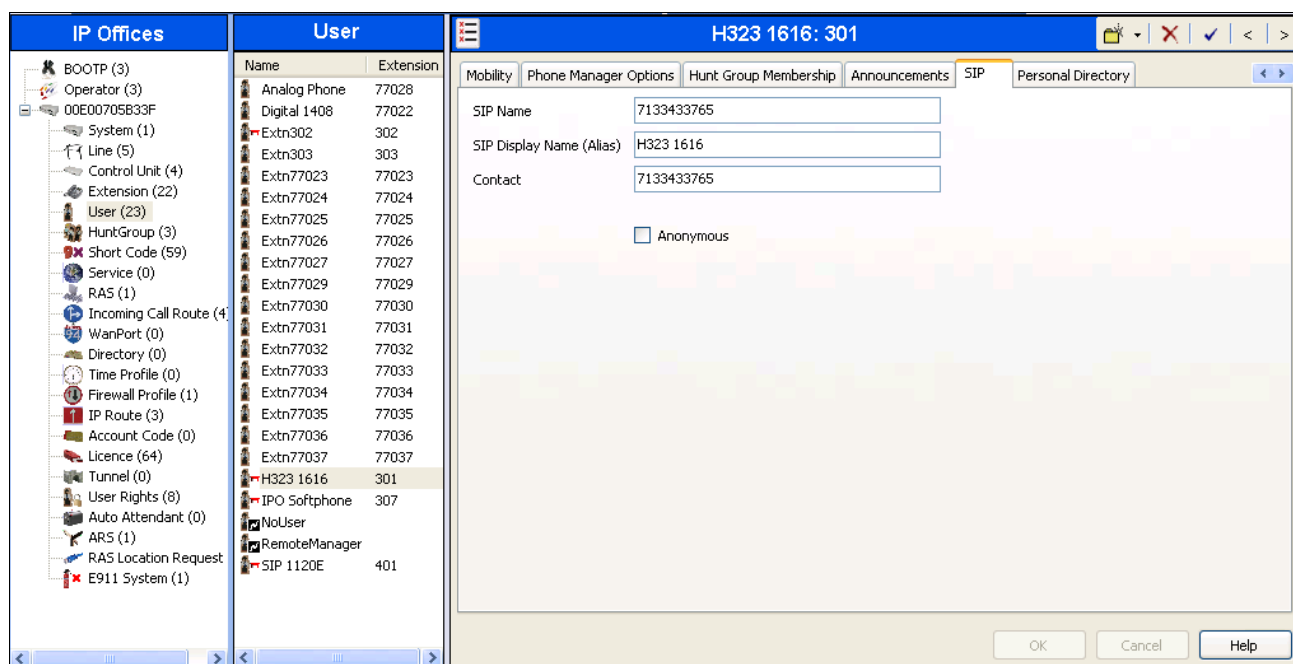 IP Offices
BOOTP (3)
Operator (3)
00E00705B33F
System (1)
Line (5)
Control Unit (4)
Extension (22)
User (23)
HuntGroup (3)
Short Code (59)
Service (0)
RAS (1)
Incoming Call Route (4)
WanPort (0)
Directory (0)
Time Profile (0)
Firewall Profile (1)
IP Route (3)
Account Code (0)
Licence (64)
Tunnel (0)
User Rights (8)
Auto Attendant (0)
ARS (1)
RAS Location Request
E911 System (1)
User
Name Extension
Analog Phone 77028
Digital 1408 77022
Extn302 302
Extn303 303
Extn77023 77023
Extn77024 77024
Extn77025 77025
Extn77026 77026
Extn77027 77027
Extn77029 77029
Extn77030 77030
Extn77031 77031
Extn77032 77032
Extn77033 77033
Extn77034 77034
Extn77035 77035
Extn77036 77036
Extn77037 77037
H323 1616 301
IPO Softphone 307
NoUser
RemoteManager
SIP 1120E 401
H323 1616: 301
Mobility Phone Manager Options Hunt Group Membership Announcements SIP Personal Directory
SIP Name 7133433765
SIP Display Name (Alias) H323 1616
Contact 7133433765
Anonymous
OK Cancel Help